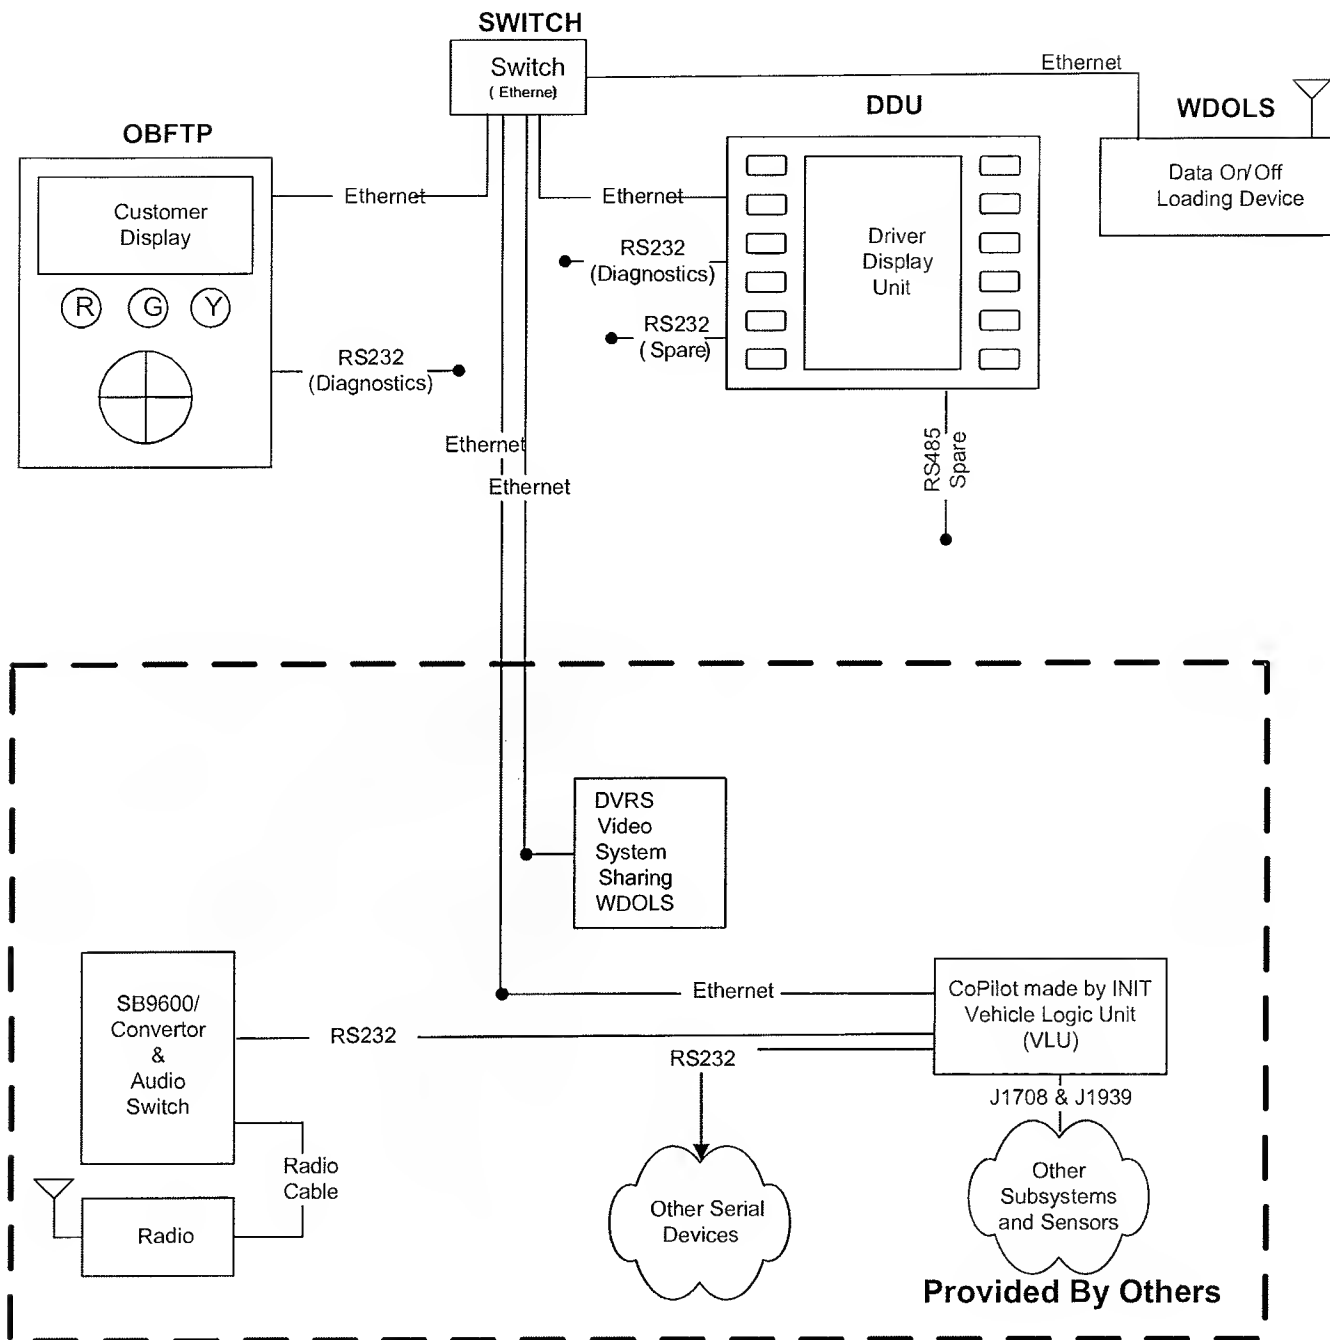 SWITCH
Switch
( Etherne)
Ethernet
DDU
WDOLS
OBFTP
Customer
Display
R G Y
Ethernet
Ethernet
RS232
(Diagnostics)
RS232
( Spare)
Driver
Display
Unit
Data On/Off
Loading Device
RS232
(Diagnostics)
Ethernet
Ethernet
RS485
Spare
DVRS
Video
System
Sharing
WDOLS
SB9600/
Convertor
&
Audio
Switch
Ethernet
RS232
RS232
CoPilot made by INIT
Vehicle Logic Unit
(VLU)
J1708 & J1939
Radio
Cable
Radio
Other Serial
Devices
Other
Subsystems
and Sensors
Provided By Others